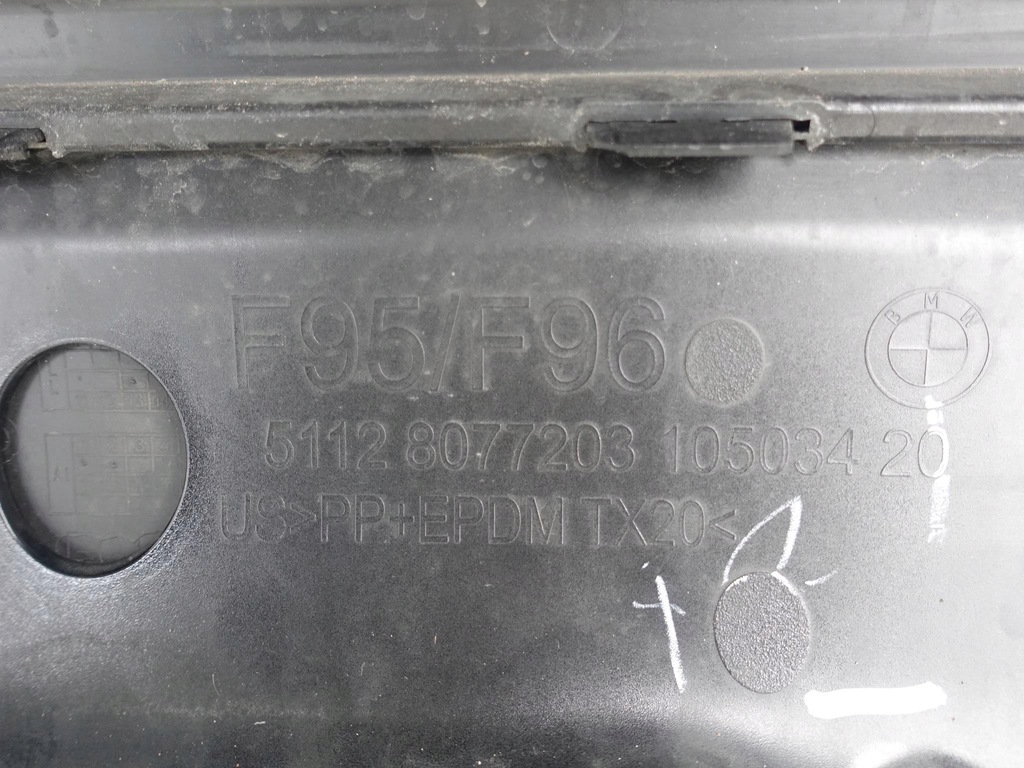 F95/F96
BMW
5112 8077203 105034 20
US>PP+EPDM TX20<